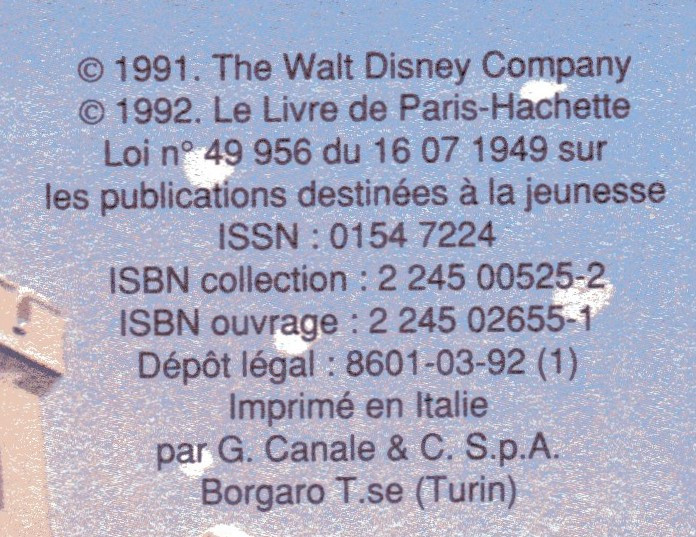 © 1991. The Walt Disney Company
© 1992. Le Livre de Paris-Hachette
Loi n° 49 956 du 16 07 1949 sur
les publications destinées à la jeunesse
ISSN : 0154 7224
ISBN collection : 2 245 00525-2
ISBN ouvrage : 2 245 02655-1
Dépôt légal : 8601-03-92 (1)
Imprimé en Italie
par G. Canale & C. S.p.A.
Borgaro T.se (Turin)